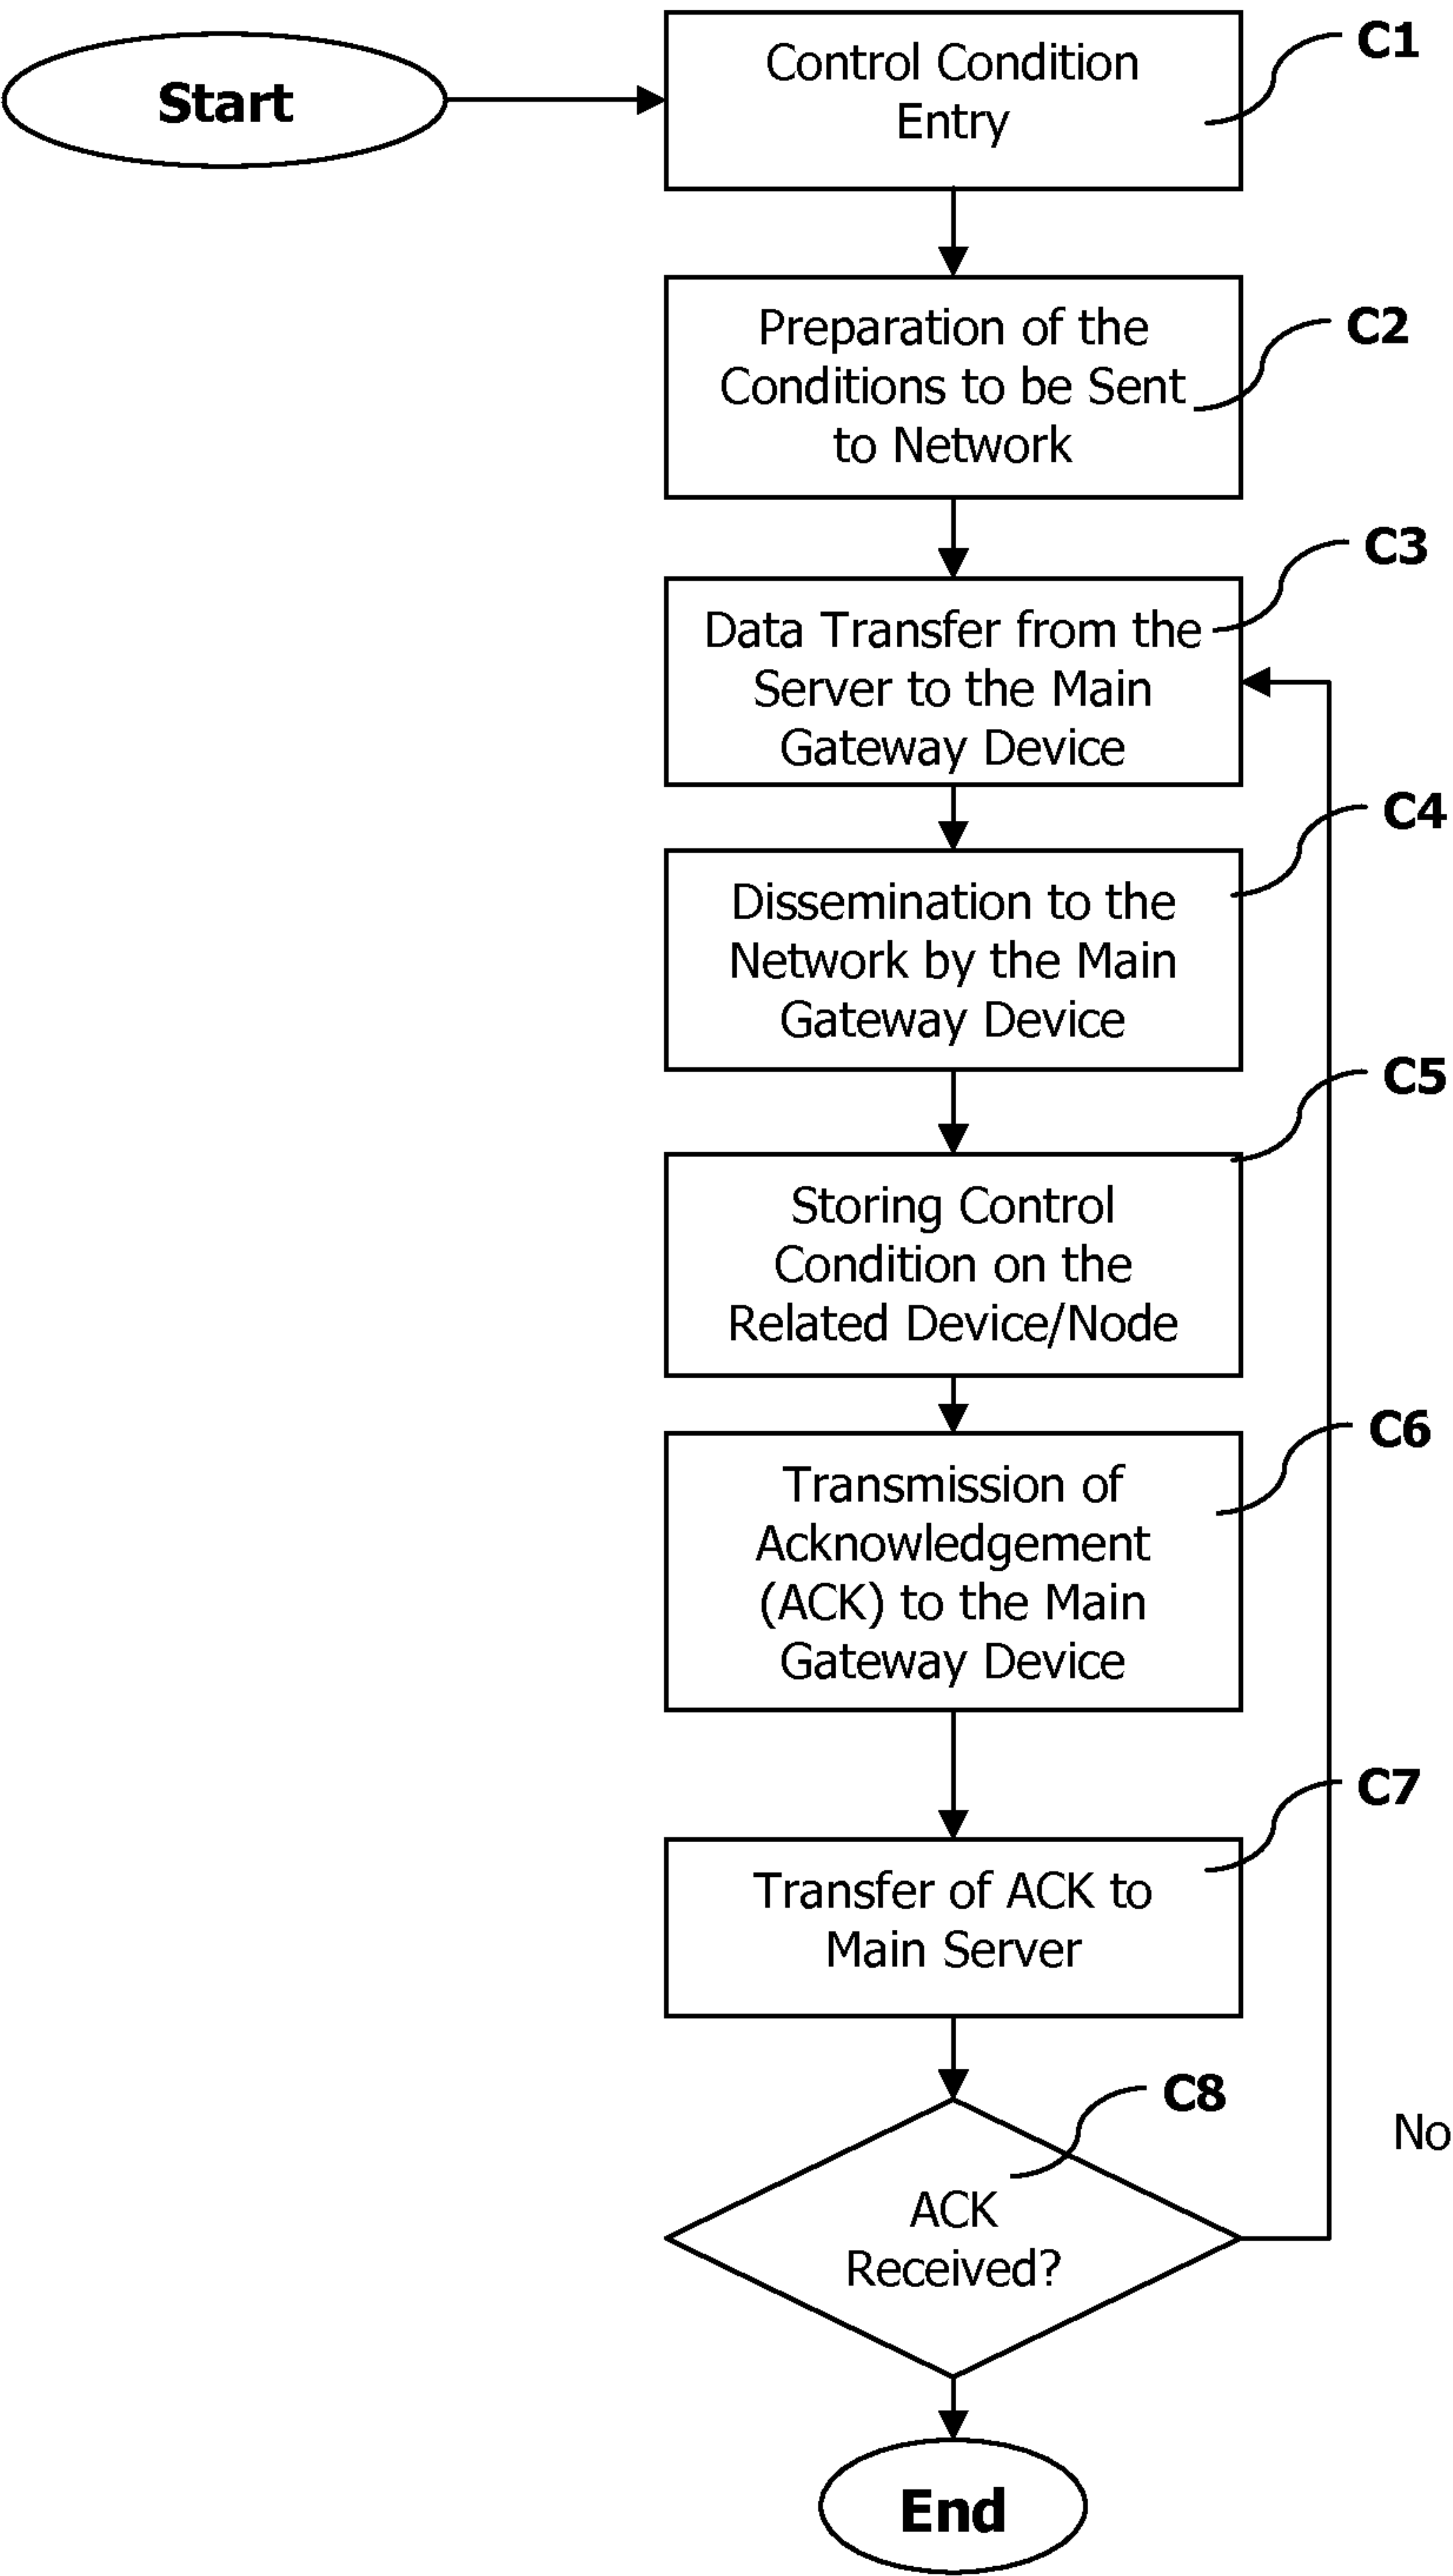 Start
Control Condition
Entry
C1
Preparation of the
Conditions to be Sent
to Network
C2
Data Transfer from the
Server to the Main
Gateway Device
C3
Dissemination to the
Network by the Main
Gateway Device
C4
Storing Control
Condition on the
Related Device/Node
C5
Transmission of
Acknowledgement
(ACK) to the Main
Gateway Device
C6
Transfer of ACK to
Main Server
C7
ACK
Received?
C8
No
End